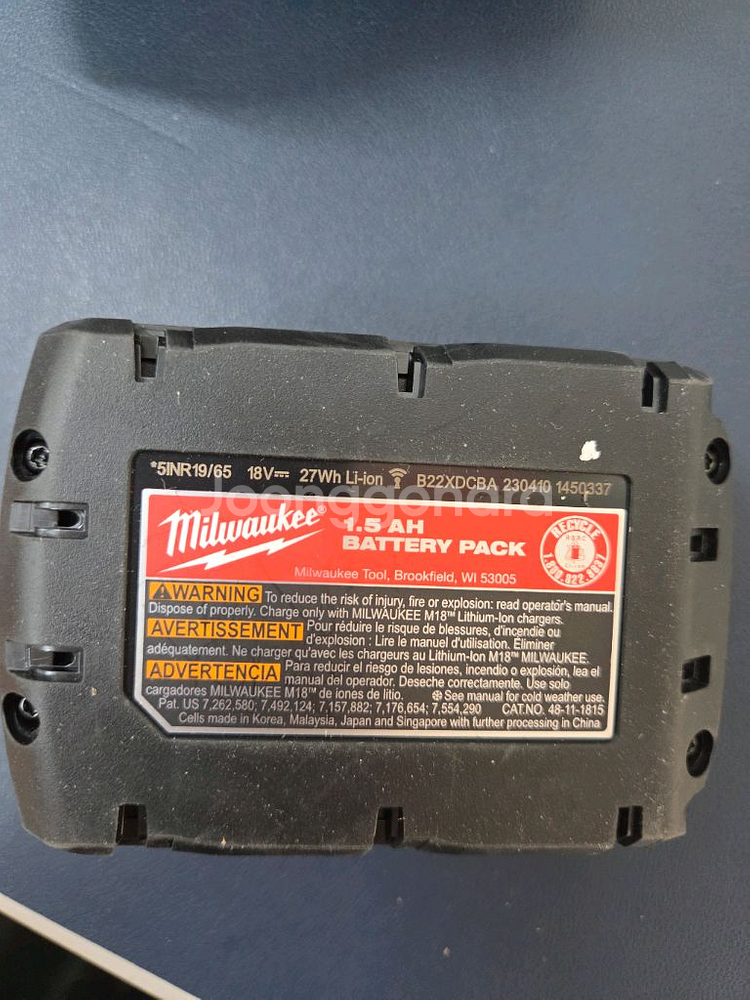 *5INR19/65 18V⎓ 27Wh Li-ion B22XDCBA 230410 1450337
Joonggonara
Milwaukee®
1.5 AH
BATTERY PACK
RECYCLE
1.800.822.8837
Milwaukee Tool, Brookfield, WI 53005
WARNING To reduce the risk of injury, fire or explosion: read operator's manual.
Dispose of properly. Charge only with MILWAUKEE M18™ Lithium-Ion chargers.
AVERTISSEMENT Pour réduire le risque de blessures, d'incendie ou
d'explosion : Lire le manuel d'utilisation. Éliminer
adéquatement. Ne charger qu'avec les chargeurs au Lithium-Ion M18™ MILWAUKEE.
ADVERTENCIA Para reducir el riesgo de lesiones, incendio o explosión, lea el
manual del operador. Deseche correctamente. Use solo
cargadores MILWAUKEE M18™ de iones de litio. See manual for cold weather use.
Pat. US 7,262,580; 7,492,124; 7,157,882; 7,176,654; 7,554,290 CAT.NO. 48-11-1815
Cells made in Korea, Malaysia, Japan and Singapore with further processing in China